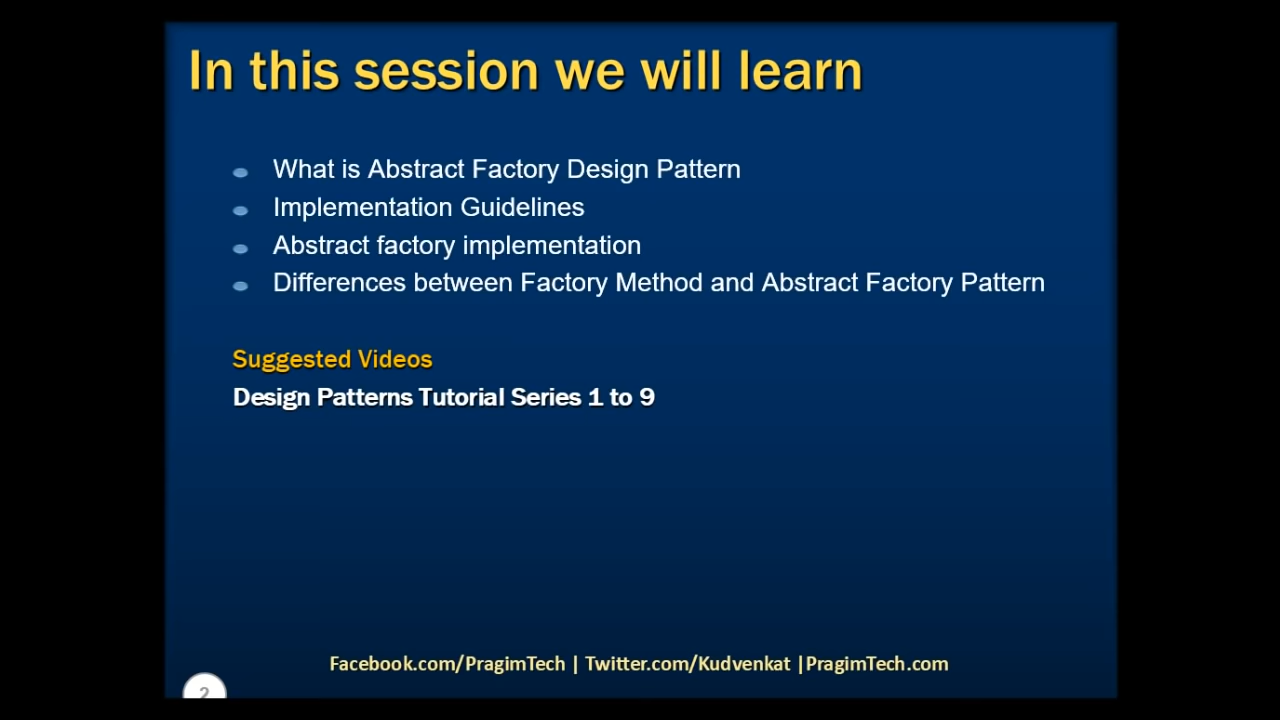 In this session we will learn
What is Abstract Factory Design Pattern
Implementation Guidelines
Abstract factory implementation
Differences between Factory Method and Abstract Factory Pattern
Suggested Videos
Design Patterns Tutorial Series 1 to 9
Facebook.com/PragimTech | Twitter.com/Kudvenkat |PragimTech.com
2